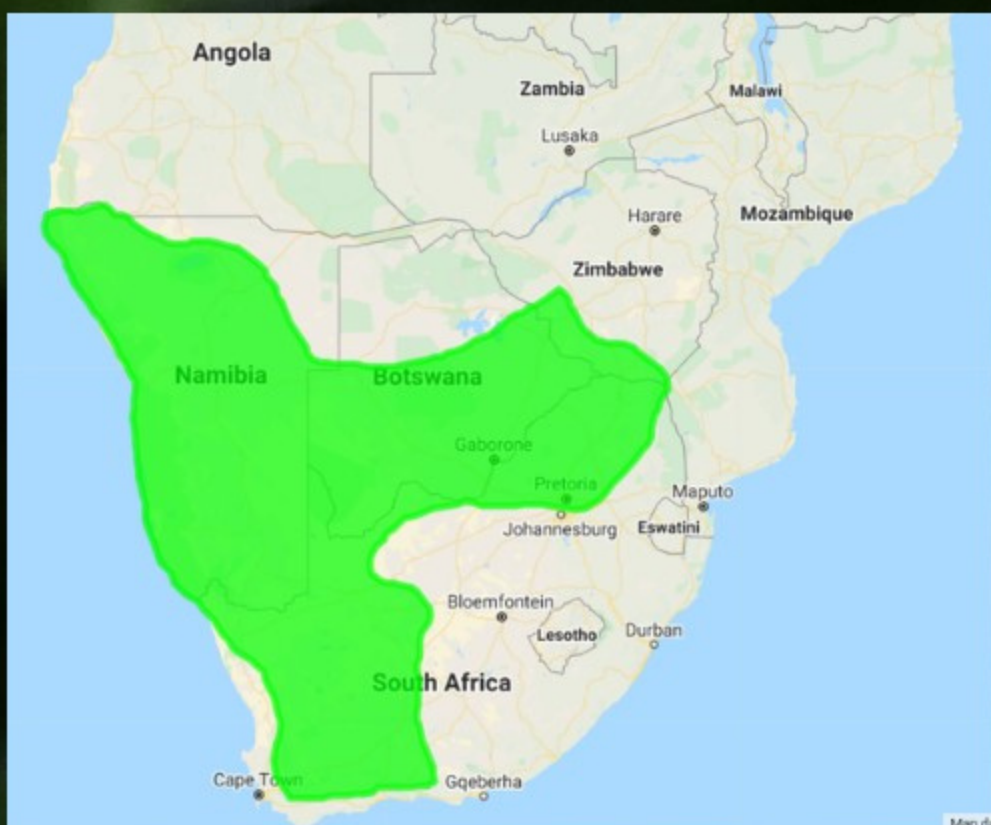 Angola
Zambia
Malawi
Lusaka
Harare
Mozambique
Zimbabwe
Namibia
Botswana
Gaborone
Pretoria
Maputo
Johannesburg
Eswatini
Bloemfontein
Lesotho
Durban
South Africa
Cape Town
Gqeberha
Map